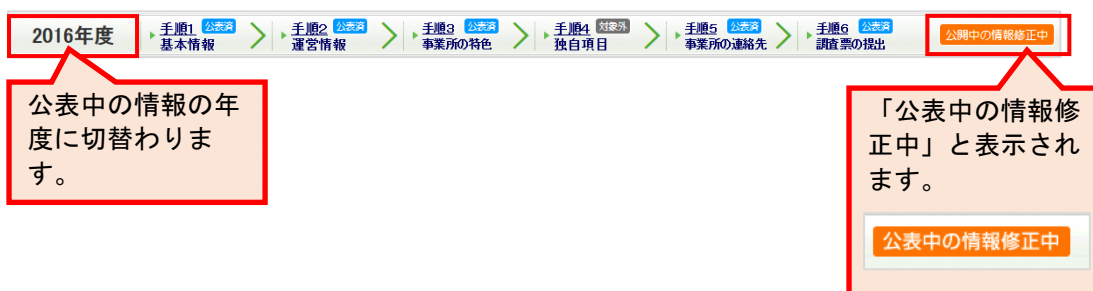 2016年度
手順1 公表済
基本情報
手順2 公表済
運営情報
手順3 公表済
事業所の特色
手順4 対象外
独自項目
手順5 公表済
事業所の連絡先
手順6 公表済
調査票の提出
公開中の情報修正中
公表中の情報の年
度に切替わりま
す。
「公表中の情報修
正中」と表示され
ます。
公表中の情報修正中